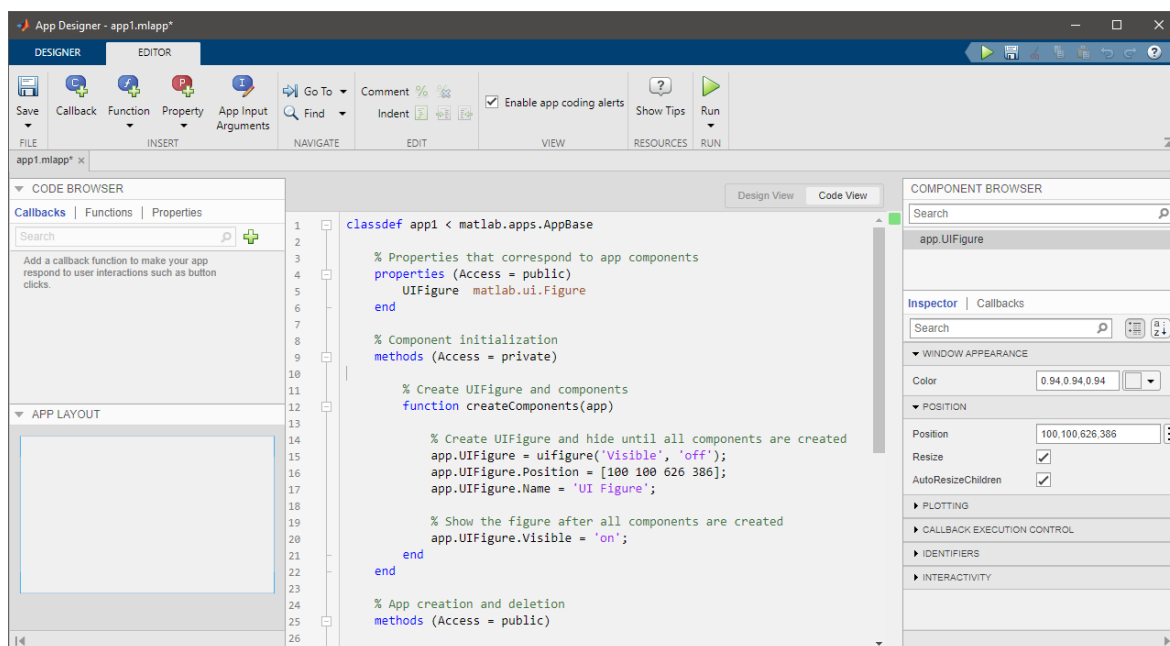 App Designer - app1.mlapp*
DESIGNER EDITOR
Save Callback Function Property App Input Arguments
Go To
Find
Comment
Indent
Enable app coding alerts
Show Tips
Run
FILE INSERT NAVIGATE EDIT VIEW RESOURCES RUN
app1.mlapp* ×
CODE BROWSER
Callbacks | Functions | Properties
Search
Add a callback function to make your app
respond to user interactions such as button
clicks.
APP LAYOUT
Design View Code View
1 classdef app1 < matlab.apps.AppBase
2
3 % Properties that correspond to app components
4 properties (Access = public)
5 UIFigure matlab.ui.Figure
6 end
7
8 % Component initialization
9 methods (Access = private)
10
11 % Create UIFigure and components
12 function createComponents(app)
13
14 % Create UIFigure and hide until all components are created
15 app.UIFigure = uifigure('Visible', 'off');
16 app.UIFigure.Position = [100 100 626 386];
17 app.UIFigure.Name = 'UI Figure';
18
19 % Show the figure after all components are created
20 app.UIFigure.Visible = 'on';
21 end
22 end
23
24 % App creation and deletion
25 methods (Access = public)
26
COMPONENT BROWSER
Search
app.UIFigure
Inspector | Callbacks
Search
WINDOW APPEARANCE
Color 0.94,0.94,0.94
POSITION
Position 100,100,626,386
Resize
AutoResizeChildren
PLOTTING
CALLBACK EXECUTION CONTROL
IDENTIFIERS
INTERACTIVITY